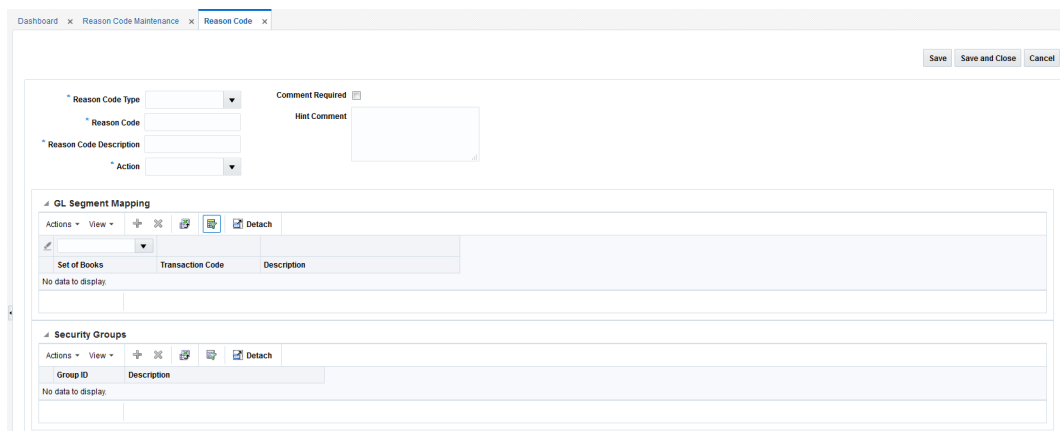 Dashboard × Reason Code Maintenance × Reason Code ×
Save Save and Close Cancel
* Reason Code Type
Comment Required
* Reason Code
Hint Comment
* Reason Code Description
* Action
GL Segment Mapping
Actions View Detach
Set of Books Transaction Code Description
No data to display.
Security Groups
Actions View Detach
Group ID Description
No data to display.